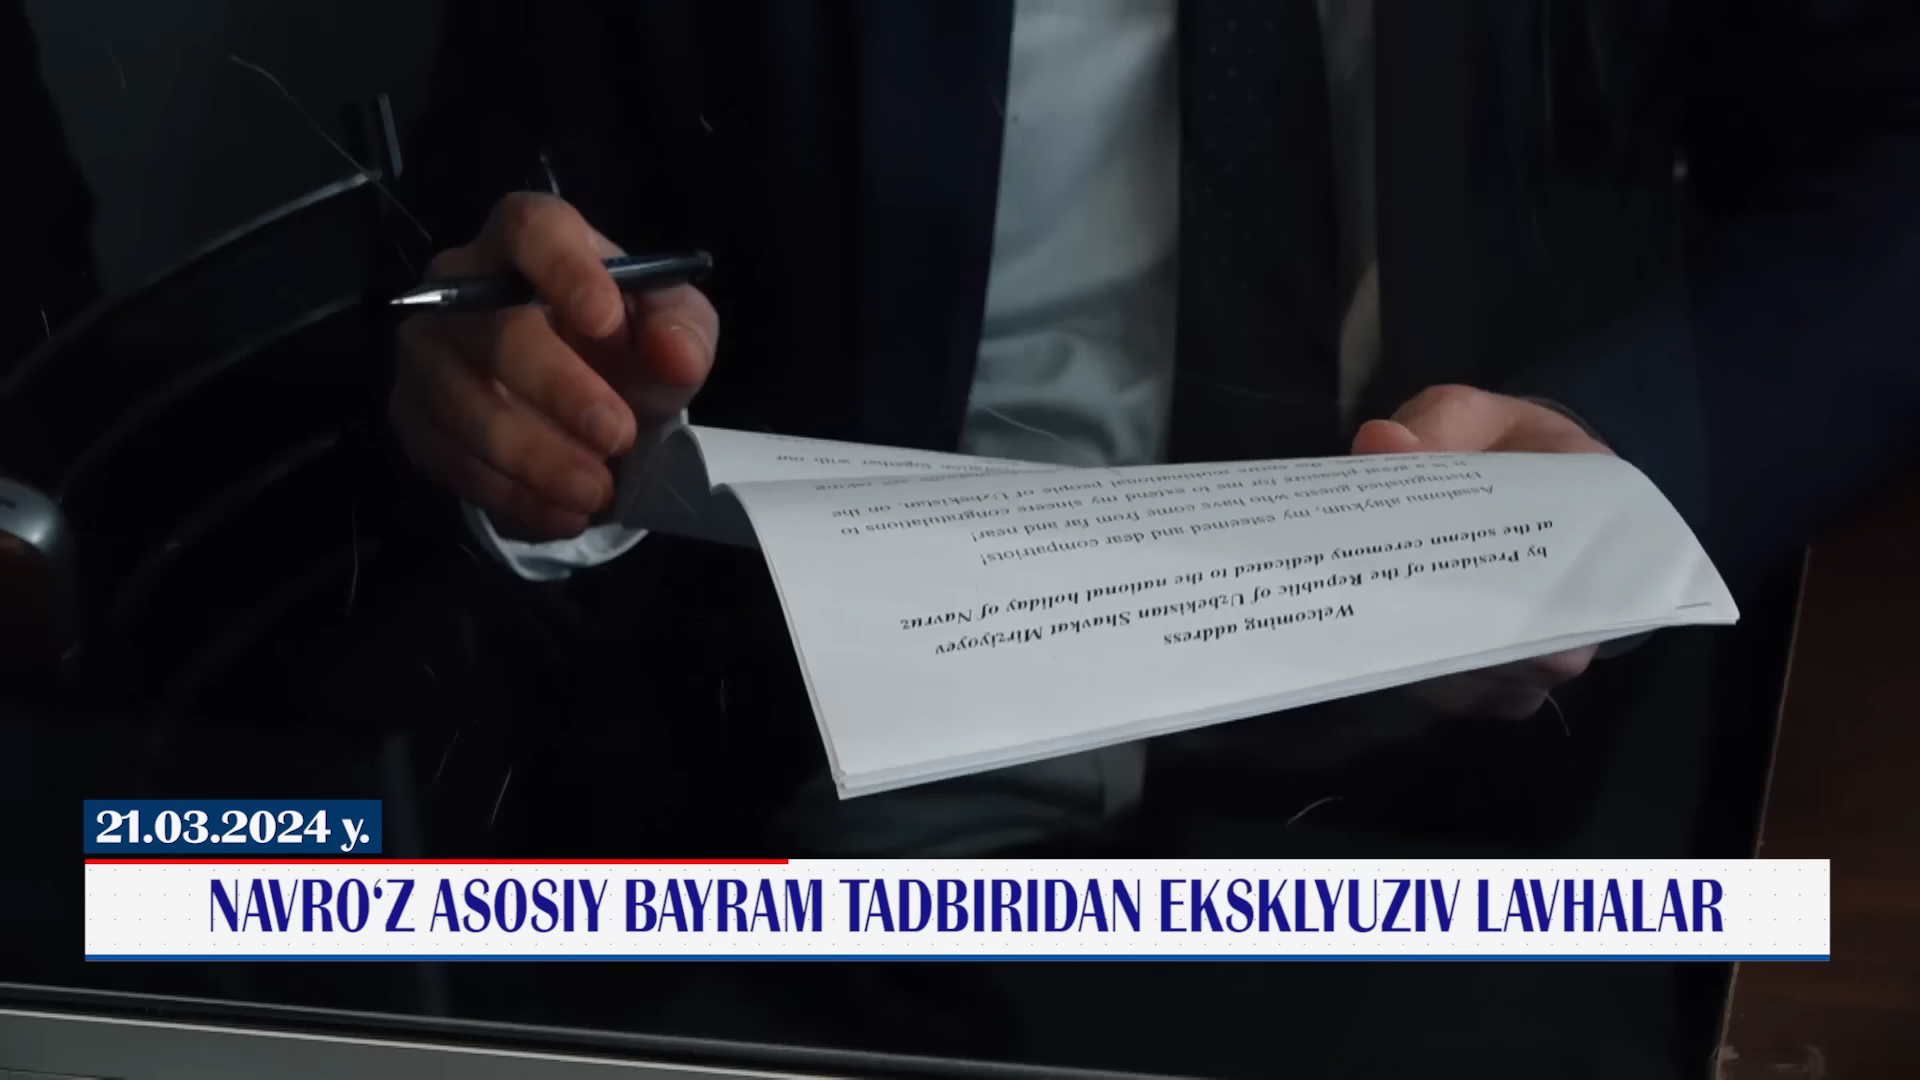 Welcoming address
by President of the Republic of Uzbekistan Shavkat Mirziyoyev
at the solemn ceremony dedicated to the national holiday of Navruz
Assalomu alaykum, my esteemed and dear compatriots!
Distinguished guests who have come from far and near!
It is a great pleasure for me to extend my sincere congratulations to
the entire multinational people of Uzbekistan, on the
together with our
21.03.2024 y.
NAVRO‘Z ASOSIY BAYRAM TADBIRIDAN EKSKLYUZIV LAVHALAR